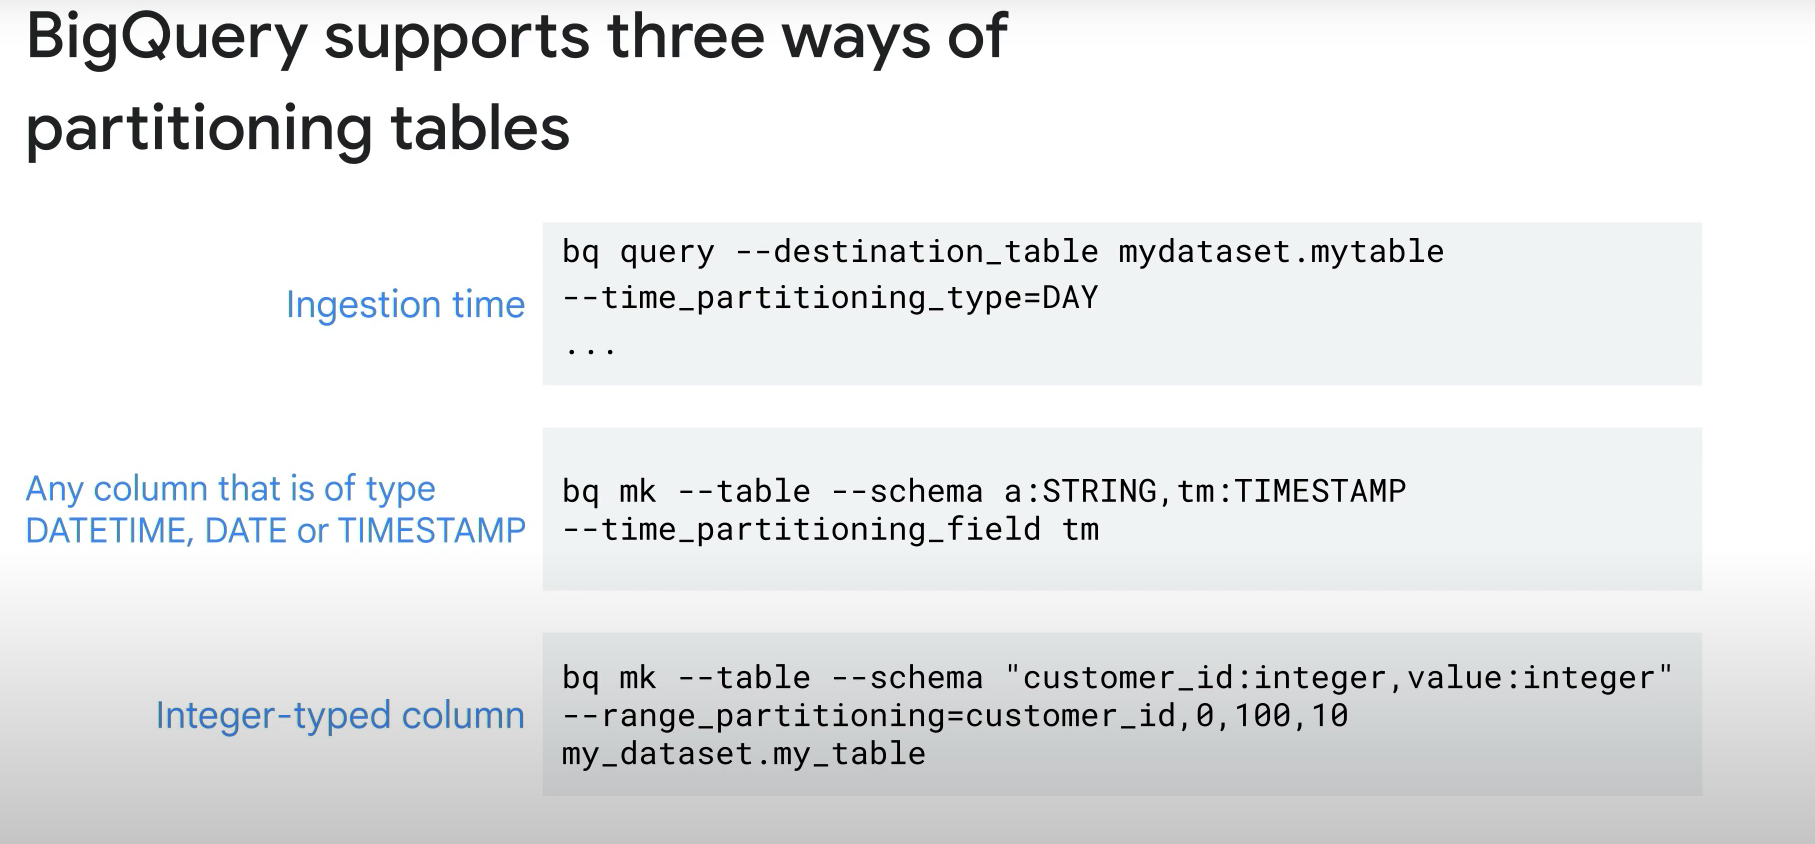 BigQuery supports three ways of
partitioning tables
Ingestion time
bq query --destination_table mydataset.mytable
--time_partitioning_type=DAY
...
Any column that is of type
DATETIME, DATE or TIMESTAMP
bq mk --table --schema a:STRING,tm:TIMESTAMP
--time_partitioning_field tm
Integer-typed column
bq mk --table --schema "customer_id:integer,value:integer"
--range_partitioning=customer_id,0,100,10
my_dataset.my_table